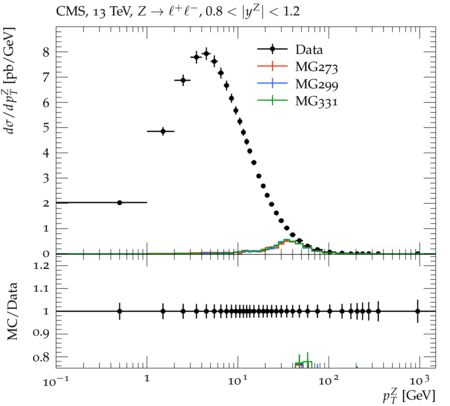 CMS, 13 TeV, Z → ℓ⁺ℓ⁻, 0.8 < |y^Z| < 1.2
dσ/dp_T^Z [pb/GeV]
Data
MG273
MG299
MG331
8
7
6
5
4
3
2
1
0
MC/Data
1.2
1.1
1
0.9
0.8
10⁻¹ 1 10¹ 10² 10³
p_T^Z [GeV]